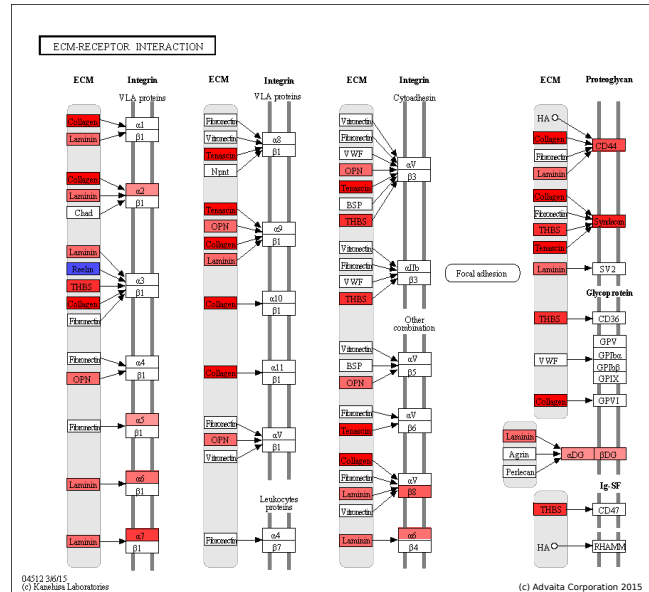 ECM-RECEPTOR INTERACTION
ECM Integrin
VLA proteins
Collagen
Laminin
α1
β1
Collagen
Laminin
Chad
α2
β1
Laminin
Reelin
THBS
Collagen
Fibronectin
α3
β1
Fibronectin
OPN
α4
β1
Fibronectin
α5
β1
Laminin
α6
β1
Laminin
α7
β1
ECM Integrin
VLA proteins
Fibronectin
Vitronectin
Tenascin
Npnt
α8
β1
Tenascin
OPN
Collagen
Laminin
α9
β1
Collagen
α10
β1
Collagen
α11
β1
Fibronectin
OPN
Vitronectin
αV
β1
Leukocytes
proteins
Fibronectin
α4
β7
ECM Integrin
Cytoadhesin
Vitronectin
Fibronectin
VWF
OPN
Tenascin
BSP
THBS
αV
β3
Vitronectin
Fibronectin
VWF
THBS
αIIb
β3
Other
combination
Vitronectin
BSP
OPN
αV
β5
Fibronectin
Tenascin
αV
β6
Collagen
Fibronectin
Laminin
Vitronectin
αV
β8
Laminin
α6
β4
Focal adhesion
ECM Proteoglycan
HA
Collagen
Fibronectin
Laminin
CD44
Collagen
Fibronectin
THBS
Tenascin
Syndecan
Laminin
SV2
Glycoprotein
THBS
CD36
VWF
GPV
GPIbα
GPIbβ
GPIX
Collagen
GPVI
Laminin
Agrin
Perlecan
αDG
βDG
Ig-SF
THBS
CD47
HA
RHAMM
04512 3/6/15
(c) Kanehisa Laboratories
(c) Advaita Corporation 2015